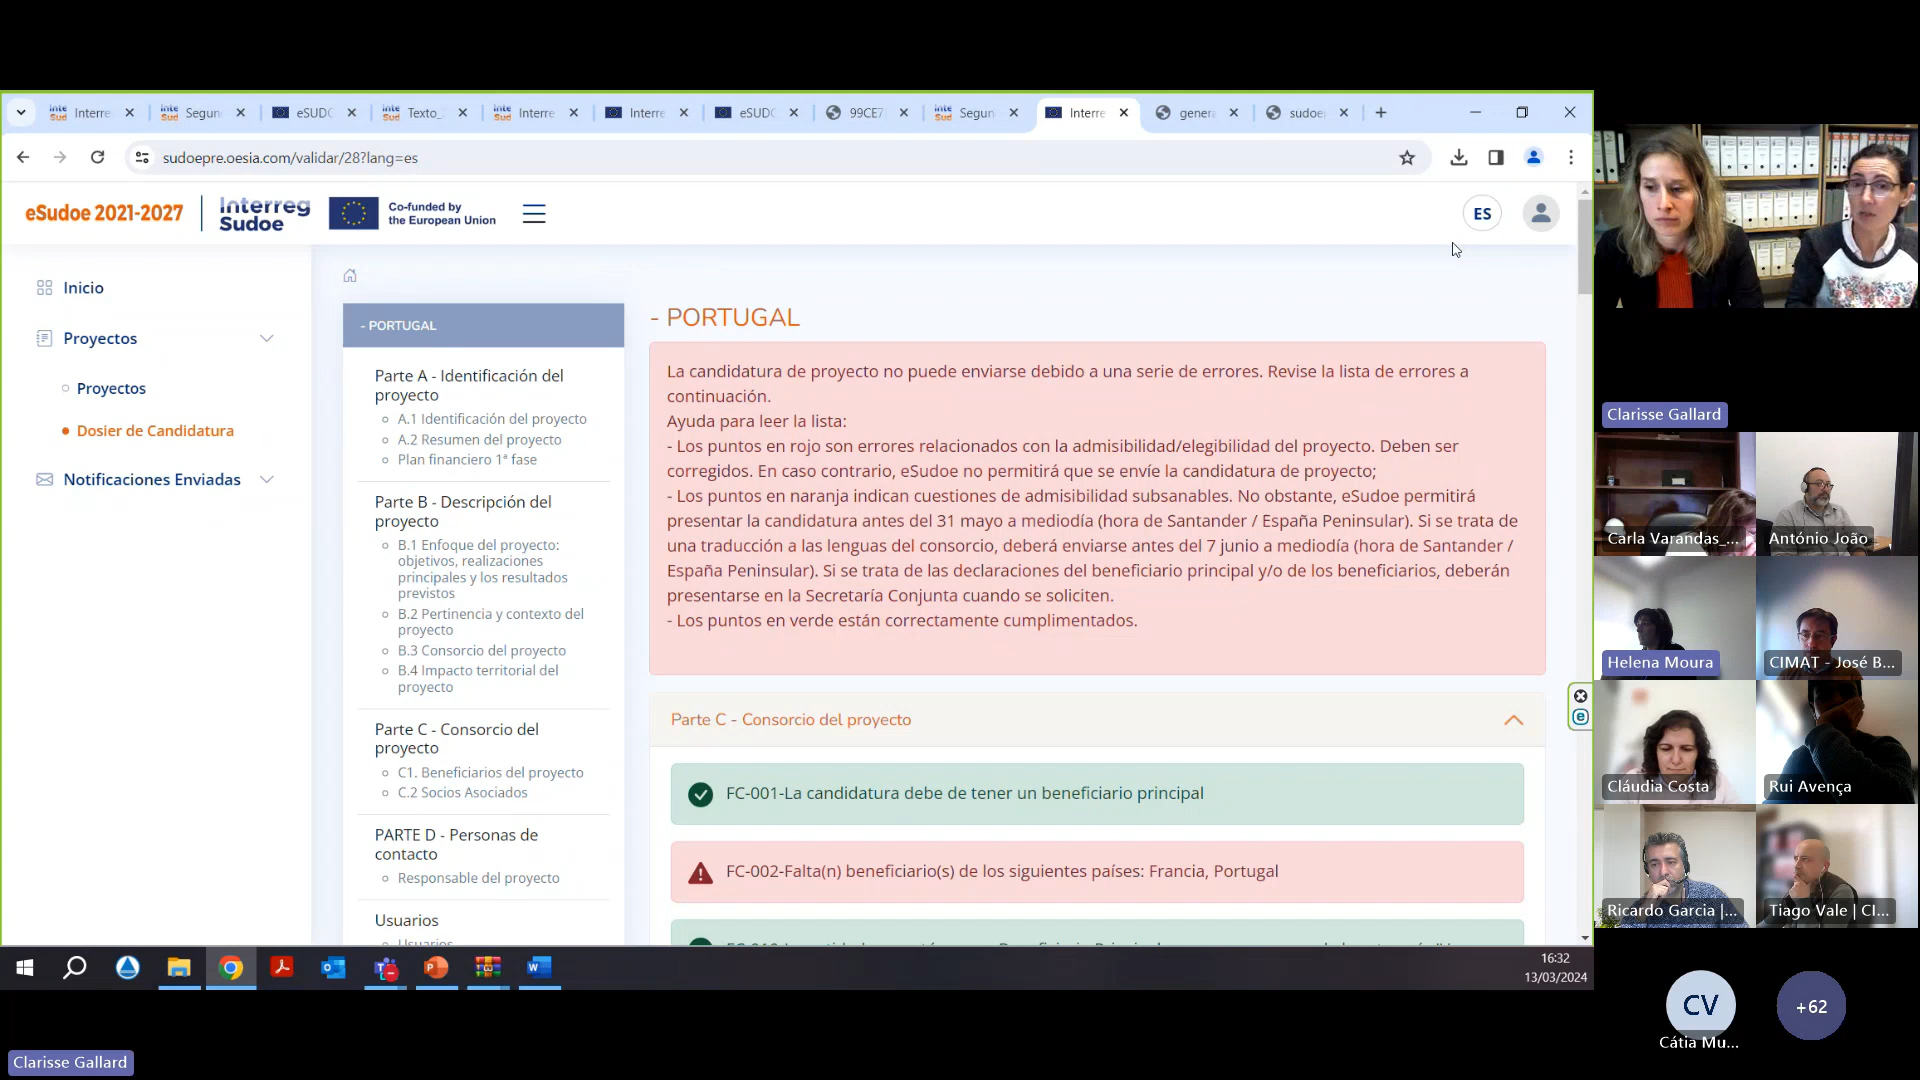 Interre
Segun
eSUDO
Texto_
Interre
Interre
eSUDO
99CE7
Segun
Interre
genera
sudoe
sudoepre.oesia.com/validar/28?lang=es
eSudoe 2021-2027
Interreg
Sudoe
Co-funded by
the European Union
ES
Inicio
Proyectos
Proyectos
Dosier de Candidatura
Notificaciones Enviadas
- PORTUGAL
Parte A - Identificación del
proyecto
A.1 Identificación del proyecto
A.2 Resumen del proyecto
Plan financiero 1ª fase
Parte B - Descripción del
proyecto
B.1 Enfoque del proyecto:
objetivos, realizaciones
principales y los resultados
previstos
B.2 Pertinencia y contexto del
proyecto
B.3 Consorcio del proyecto
B.4 Impacto territorial del
proyecto
Parte C - Consorcio del
proyecto
C1. Beneficiarios del proyecto
C.2 Socios Asociados
PARTE D - Personas de
contacto
Responsable del proyecto
Usuarios
Usuarios
- PORTUGAL
La candidatura de proyecto no puede enviarse debido a una serie de errores. Revise la lista de errores a
continuación.
Ayuda para leer la lista:
- Los puntos en rojo son errores relacionados con la admisibilidad/elegibilidad del proyecto. Deben ser
corregidos. En caso contrario, eSudoe no permitirá que se envíe la candidatura de proyecto;
- Los puntos en naranja indican cuestiones de admisibilidad subsanables. No obstante, eSudoe permitirá
presentar la candidatura antes del 31 mayo a mediodía (hora de Santander / España Peninsular). Si se trata de
una traducción a las lenguas del consorcio, deberá enviarse antes del 7 junio a mediodía (hora de Santander /
España Peninsular). Si se trata de las declaraciones del beneficiario principal y/o de los beneficiarios, deberán
presentarse en la Secretaría Conjunta cuando se soliciten.
- Los puntos en verde están correctamente cumplimentados.
Parte C - Consorcio del proyecto
FC-001-La candidatura debe de tener un beneficiario principal
FC-002-Falta(n) beneficiario(s) de los siguientes países: Francia, Portugal
16:32
13/03/2024
Clarisse Gallard
Clarisse Gallard
Carla Varandas_...
António João
Helena Moura
CIMAT - José B...
Cláudia Costa
Rui Avença
Ricardo Garcia |...
Tiago Vale | CI...
CV
+62
Cátia Mu...